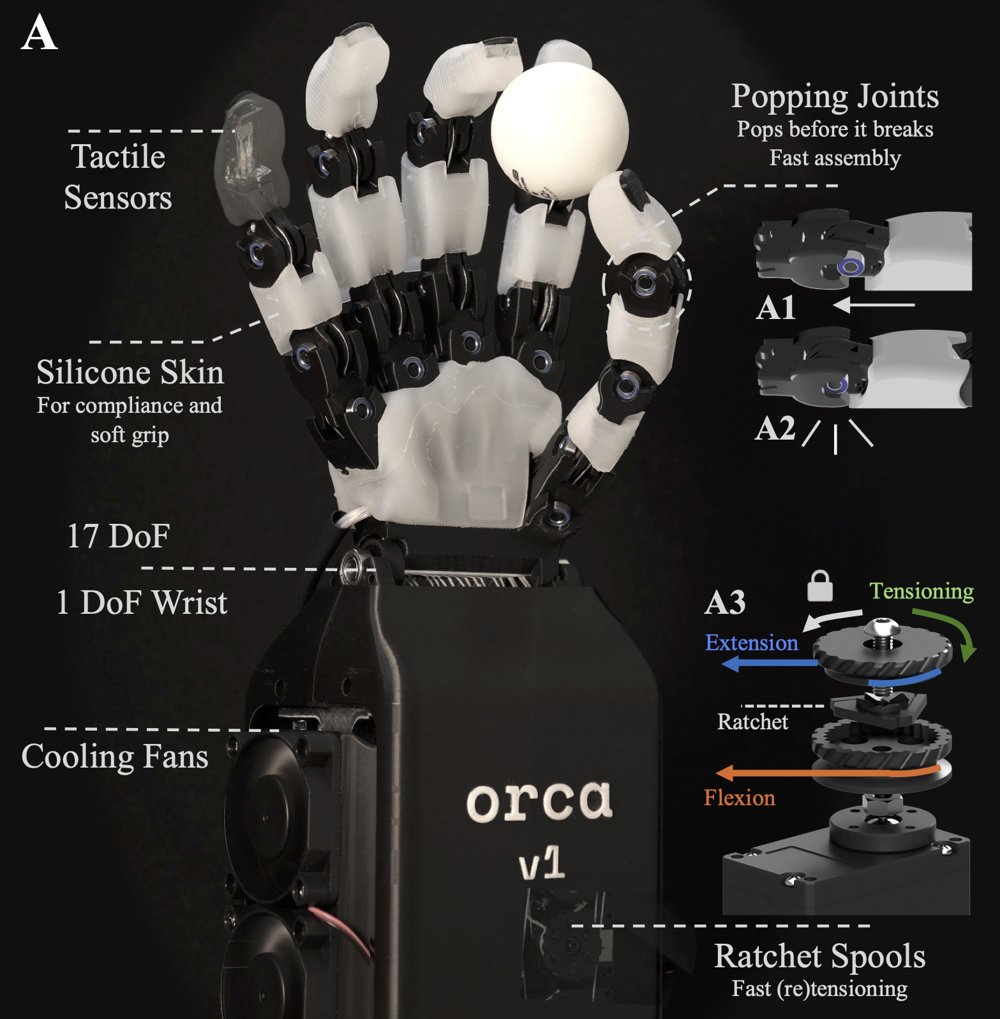 A
Popping Joints
Pops before it breaks
Fast assembly
Tactile
Sensors
A1
Silicone Skin
For compliance and
soft grip
A2
17 DoF
1 DoF Wrist
A3
Tensioning
Extension
Ratchet
Flexion
Cooling Fans
orca
v1
Ratchet Spools
Fast (re)tensioning